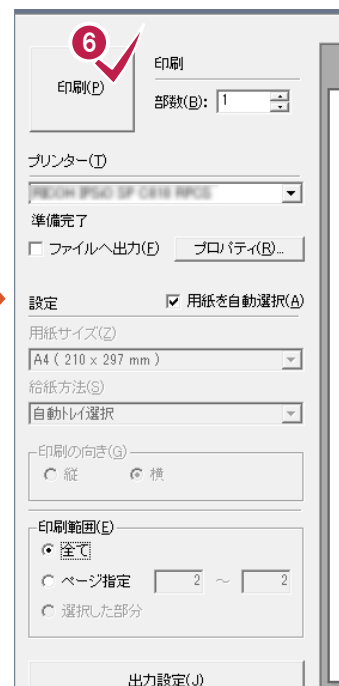 6
印刷(P)
印刷
部数(B): 1
プリンター(T)
準備完了
ファイルへ出力(F) プロパティ(R)...
設定 用紙を自動選択(A)
用紙サイズ(Z)
A4 ( 210 x 297 mm )
給紙方法(S)
自動トレイ選択
印刷の向き(G)
縦 横
印刷範囲(E)
全て
ページ指定 2 ~ 2
選択した部分
出力設定(J)